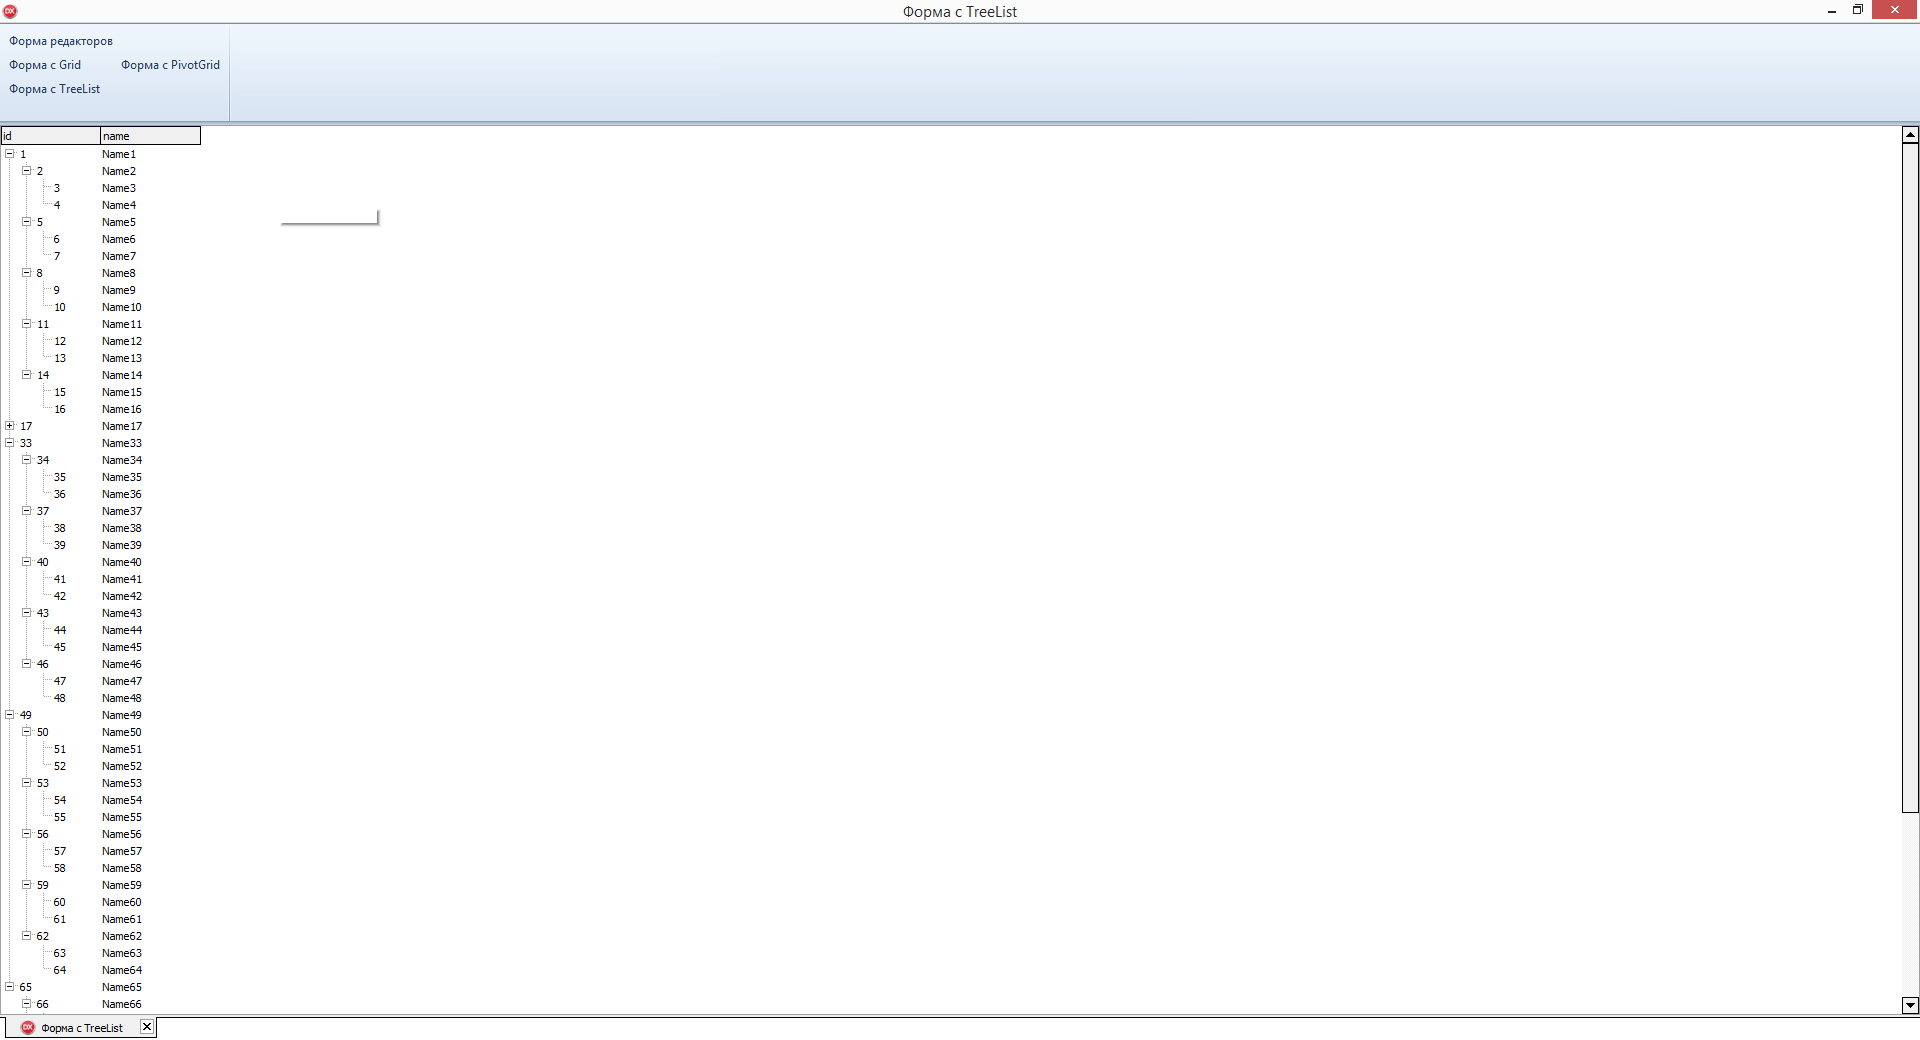 Форма с TreeList
Форма редакторов
Форма с Grid Форма с PivotGrid
Форма с TreeList
id name
1 Name1
2 Name2
3 Name3
4 Name4
5 Name5
6 Name6
7 Name7
8 Name8
9 Name9
10 Name10
11 Name11
12 Name12
13 Name13
14 Name14
15 Name15
16 Name16
17 Name17
33 Name33
34 Name34
35 Name35
36 Name36
37 Name37
38 Name38
39 Name39
40 Name40
41 Name41
42 Name42
43 Name43
44 Name44
45 Name45
46 Name46
47 Name47
48 Name48
49 Name49
50 Name50
51 Name51
52 Name52
53 Name53
54 Name54
55 Name55
56 Name56
57 Name57
58 Name58
59 Name59
60 Name60
61 Name61
62 Name62
63 Name63
64 Name64
65 Name65
66 Name66
DX Форма с TreeList